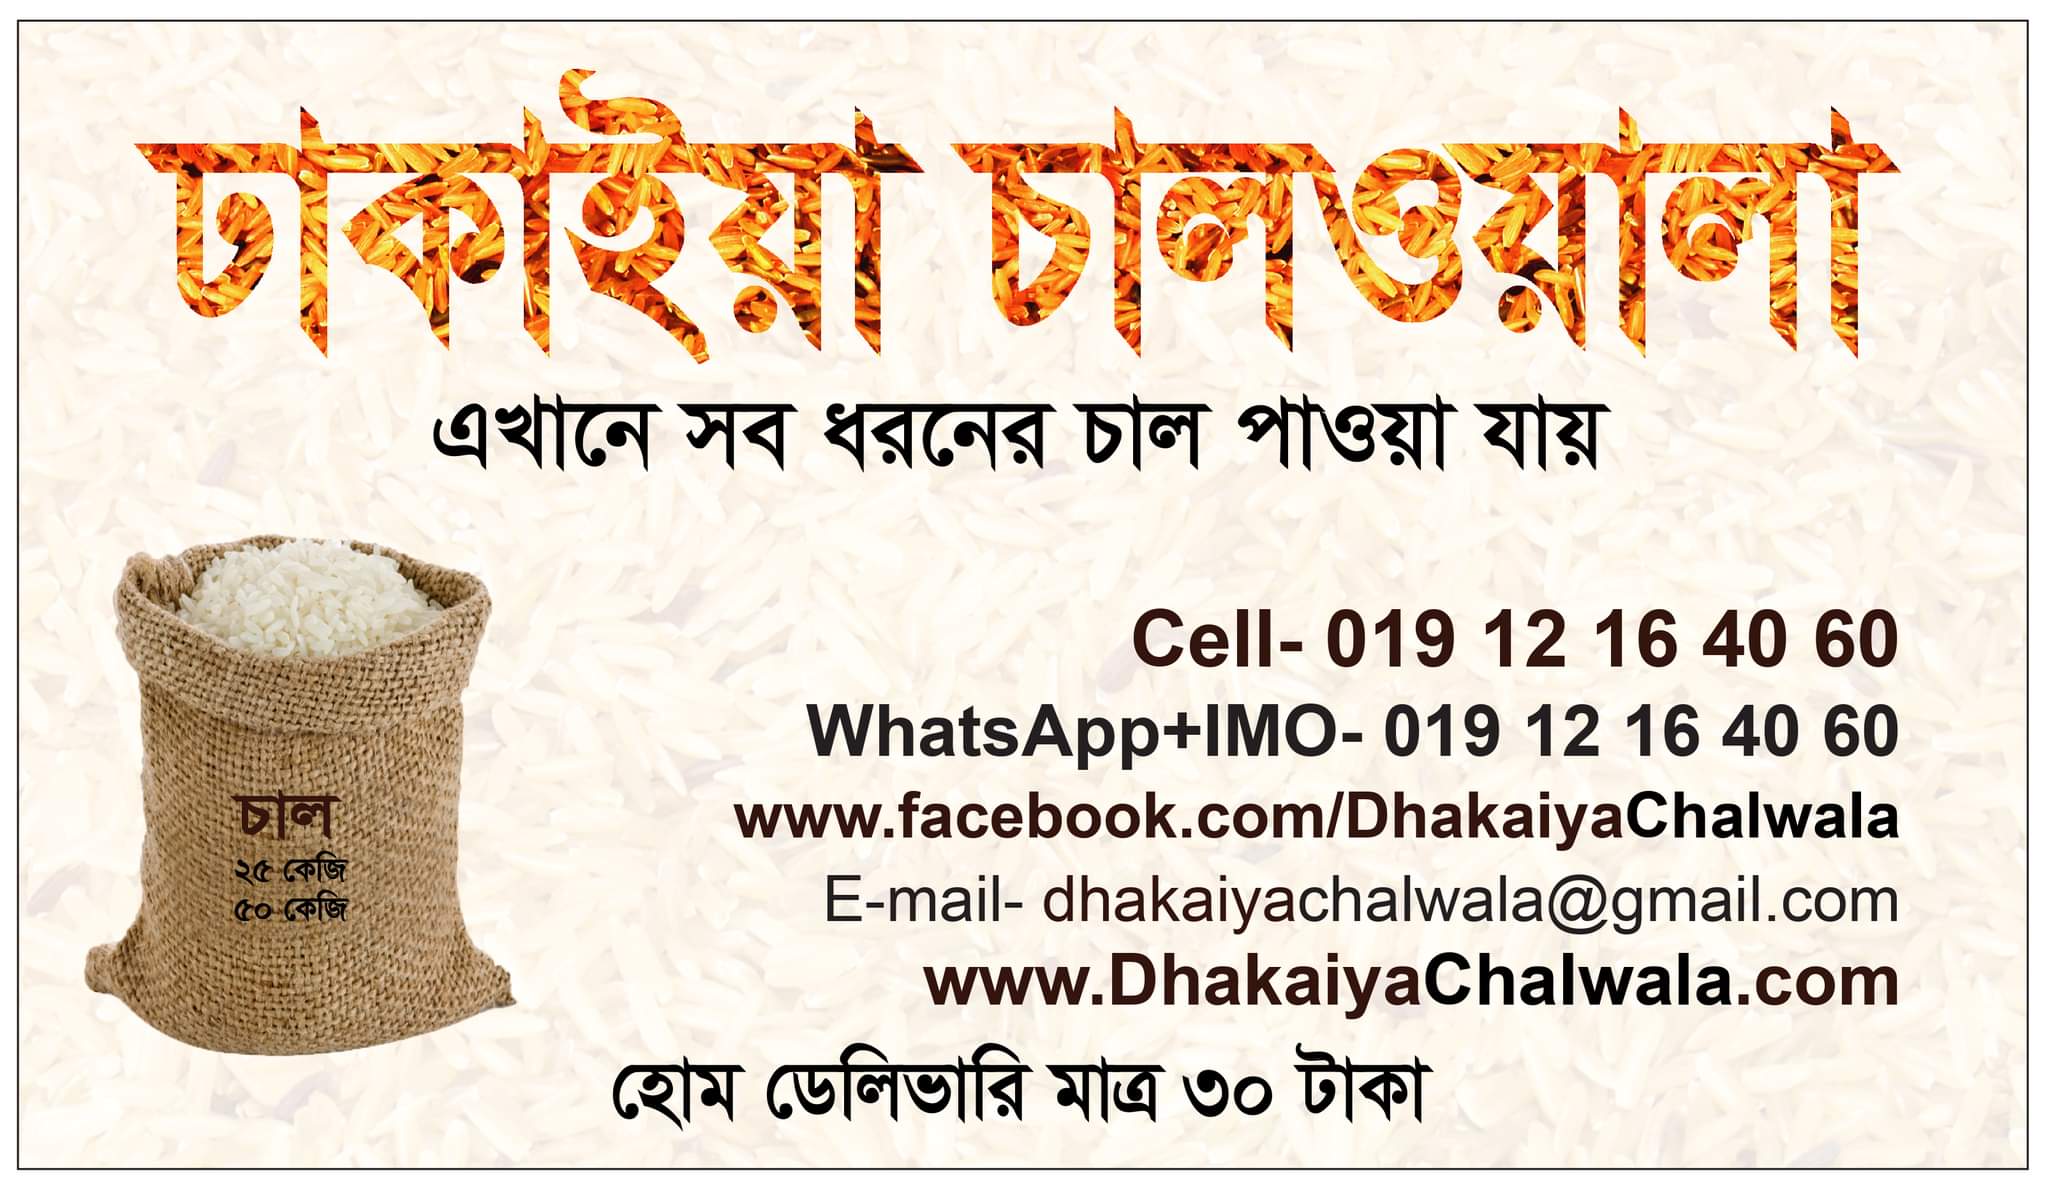 ঢাকাইয়া চালওয়ালা
এখানে সব ধরনের চাল পাওয়া যায়
Cell- 019 12 16 40 60
WhatsApp+IMO- 019 12 16 40 60
www.facebook.com/DhakaiyaChalwala
E-mail- dhakaiyachalwala@gmail.com
www.DhakaiyaChalwala.com
চাল
২৫ কেজি
৫০ কেজি
হোম ডেলিভারি মাত্র ৩০ টাকা